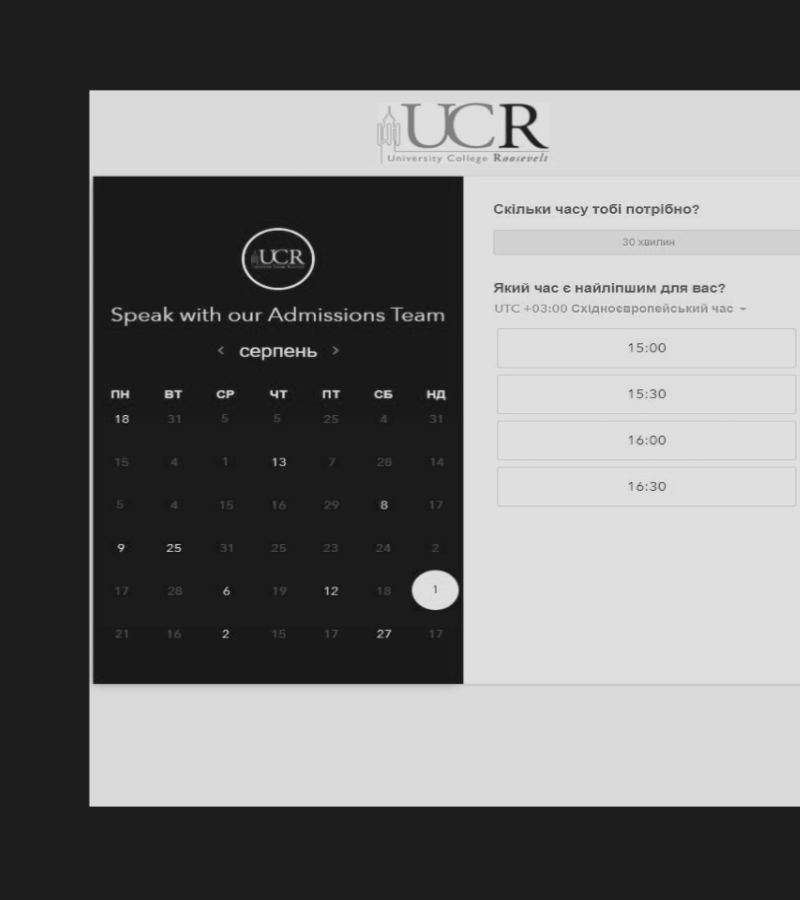 UCR
University College Roosevelt
UCR
Speak with our Admissions Team
< серпень >
ПН ВТ СР ЧТ ПТ СБ НД
18 31 5 5 25 4 31
15 4 1 13 7 28 14
5 4 15 16 29 8 17
9 25 31 25 23 24 2
17 28 6 19 12 18 1
21 16 2 15 17 27 17
Скільки часу тобі потрібно?
30 хвилин
Який час є найліпшим для вас?
UTC +03:00 Східноєвропейський час
15:00
15:30
16:00
16:30